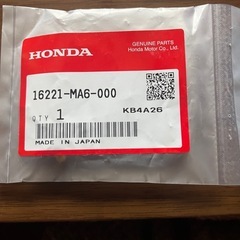 HONDA
GENUINE PARTS
Honda Motor Co., Ltd.
16221-MA6-000
QTY 1
KB4A26
MADE IN JAPAN